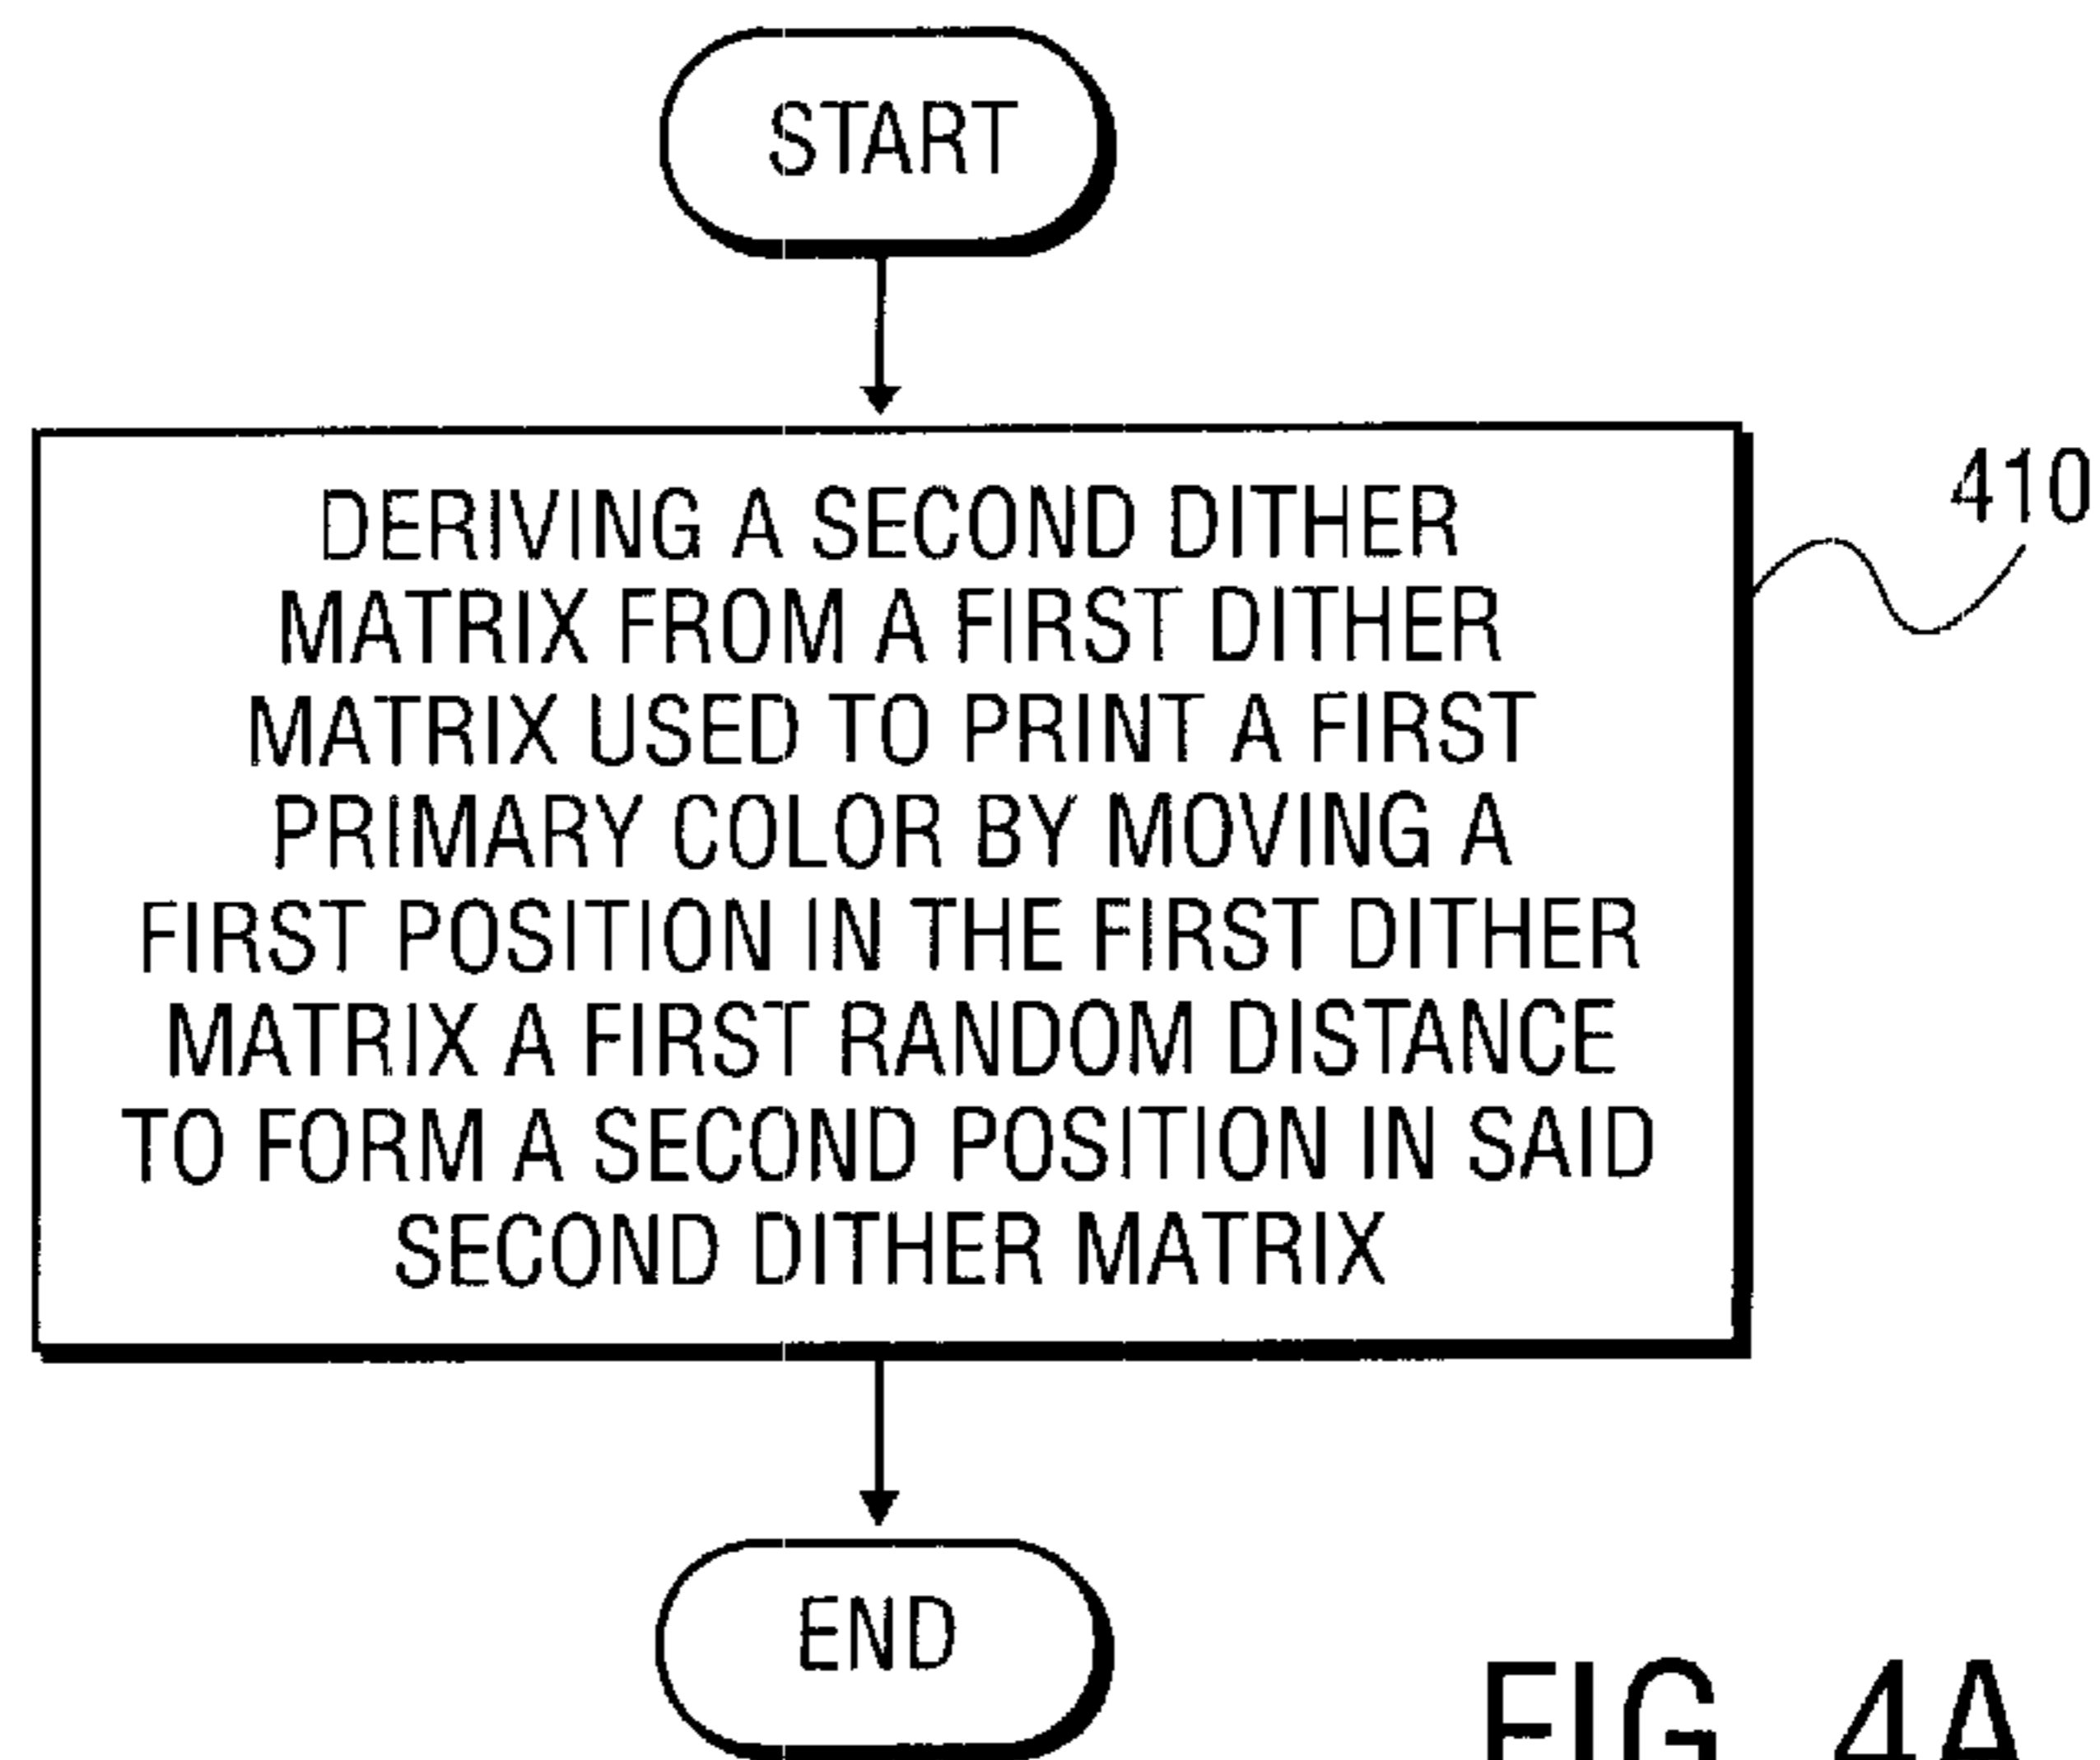 START
410
DERIVING A SECOND DITHER
MATRIX FROM A FIRST DITHER
MATRIX USED TO PRINT A FIRST
PRIMARY COLOR BY MOVING A
FIRST POSITION IN THE FIRST DITHER
MATRIX A FIRST RANDOM DISTANCE
TO FORM A SECOND POSITION IN SAID
SECOND DITHER MATRIX
END
FIG. 4A